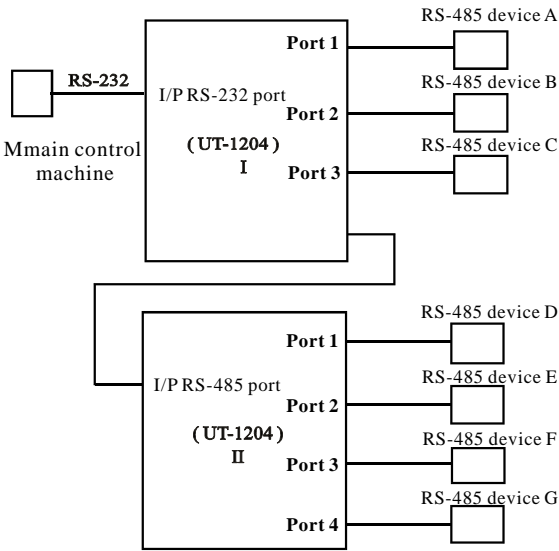 RS-485 device A
Port 1
RS-232
I/P RS-232 port
RS-485 device B
Port 2
Mmain control
machine
(UT-1204)
I
RS-485 device C
Port 3
RS-485 device D
Port 1
I/P RS-485 port
RS-485 device E
Port 2
(UT-1204)
II
RS-485 device F
Port 3
RS-485 device G
Port 4